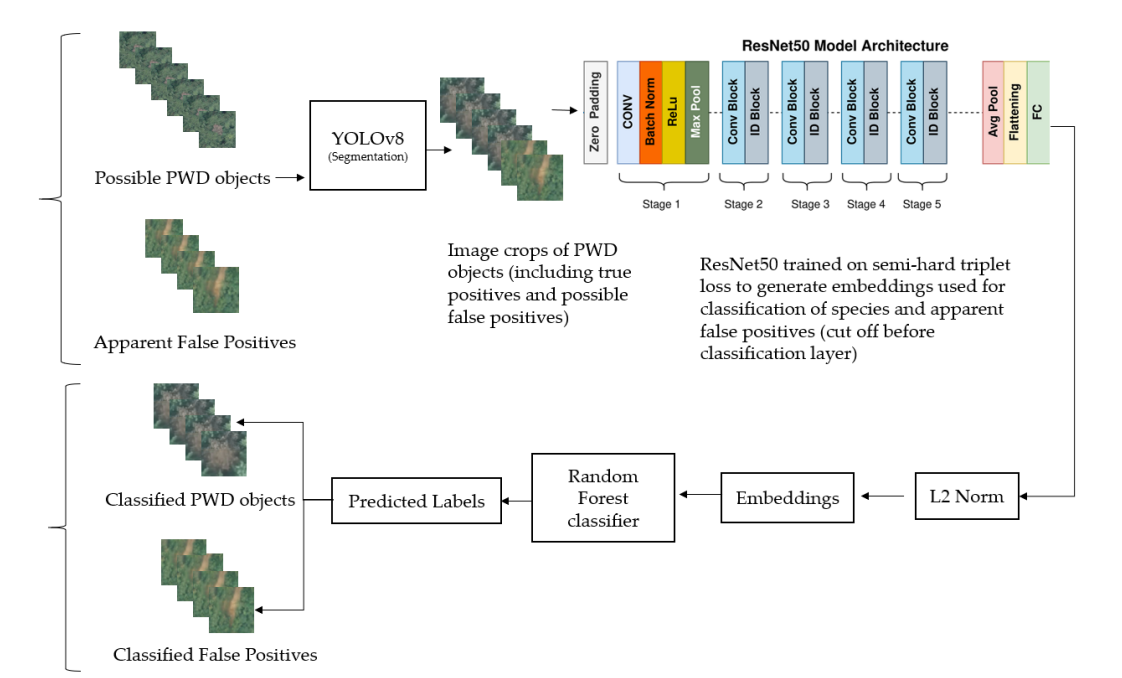 ResNet50 Model Architecture
Zero Padding
CONV
Batch Norm
ReLu
Max Pool
Conv Block
ID Block
Conv Block
ID Block
Conv Block
ID Block
Conv Block
ID Block
Avg Pool
Flattening
FC
Stage 1
Stage 2
Stage 3
Stage 4
Stage 5
YOLOv8
(Segmentation)
Possible PWD objects
Image crops of PWD
objects (including true
positives and possible
false positives)
ResNet50 trained on semi-hard triplet
loss to generate embeddings used for
classification of species and apparent
false positives (cut off before
classification layer)
Apparent False Positives
L2 Norm
Embeddings
Random
Forest
classifier
Predicted Labels
Classified PWD objects
Classified False Positives